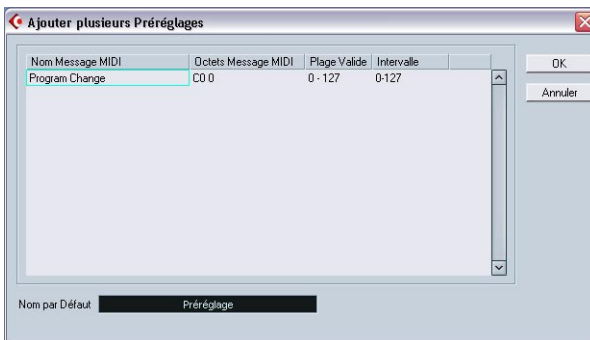 Ajouter plusieurs Préréglages
Nom Message MIDI Octets Message MIDI Plage Valide Intervalle
Program Change C0 0 0 - 127 0-127
OK
Annuler
Nom par Défaut Préréglage